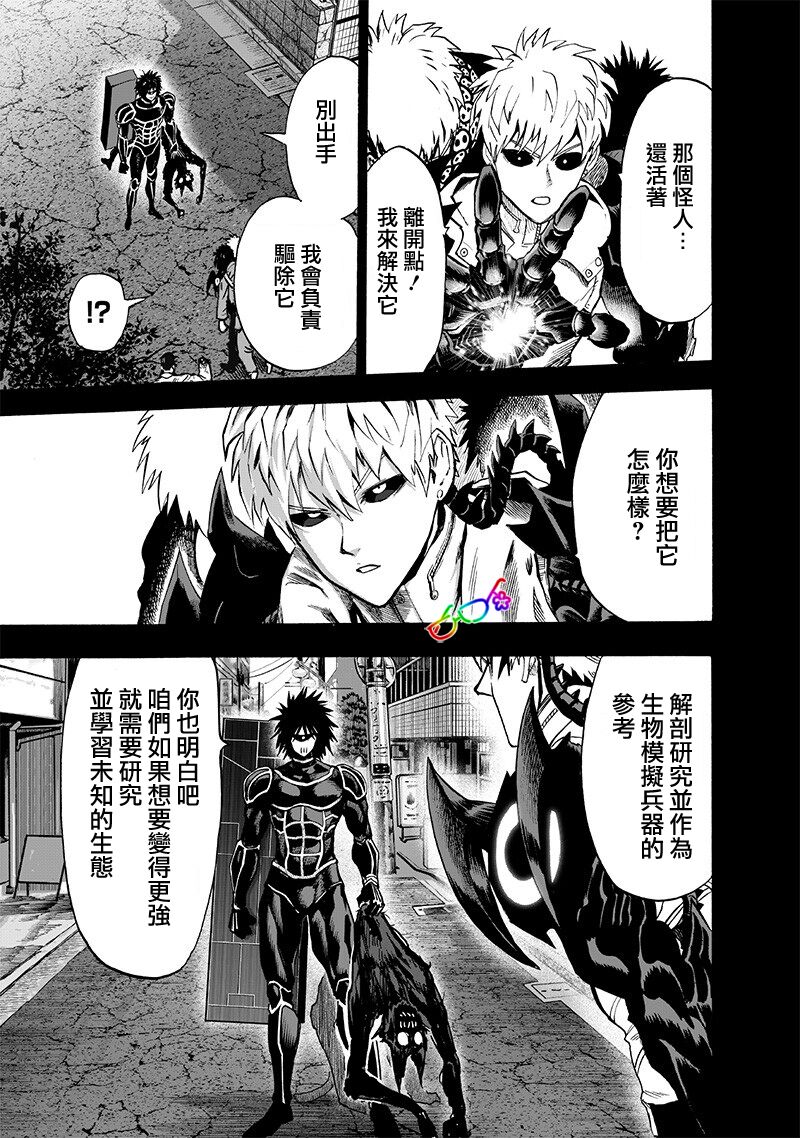 那個怪人…
還活著
離開點！
我來解決它
別出手
我會負責
驅除它
!?
你想要把它
怎麼樣？
解剖研究並作為
生物模擬兵器的
參考
你也明白吧
咱們如果想要變得更強
就需要研究
並學習未知的生態